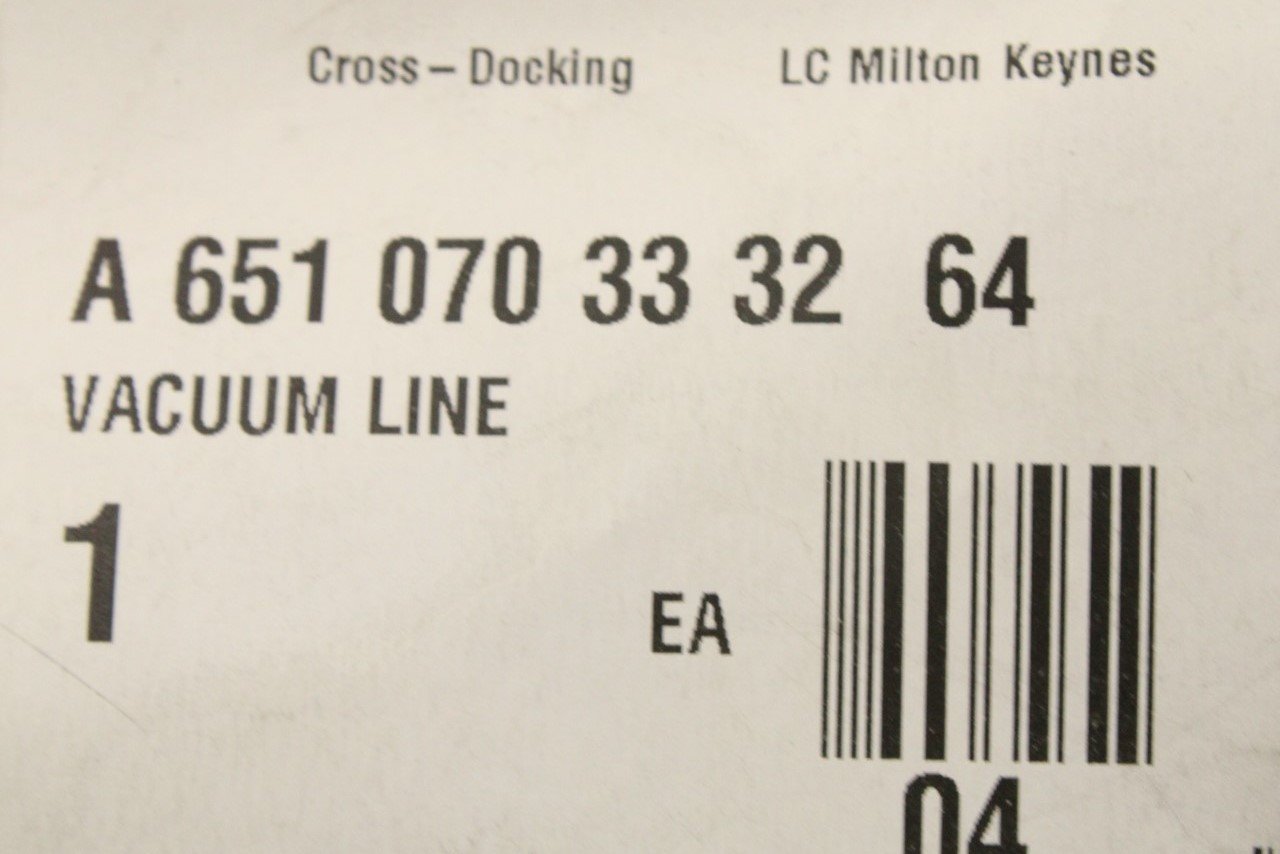 Cross – Docking LC Milton Keynes
A 651 070 33 32 64
VACUUM LINE
1
EA
04